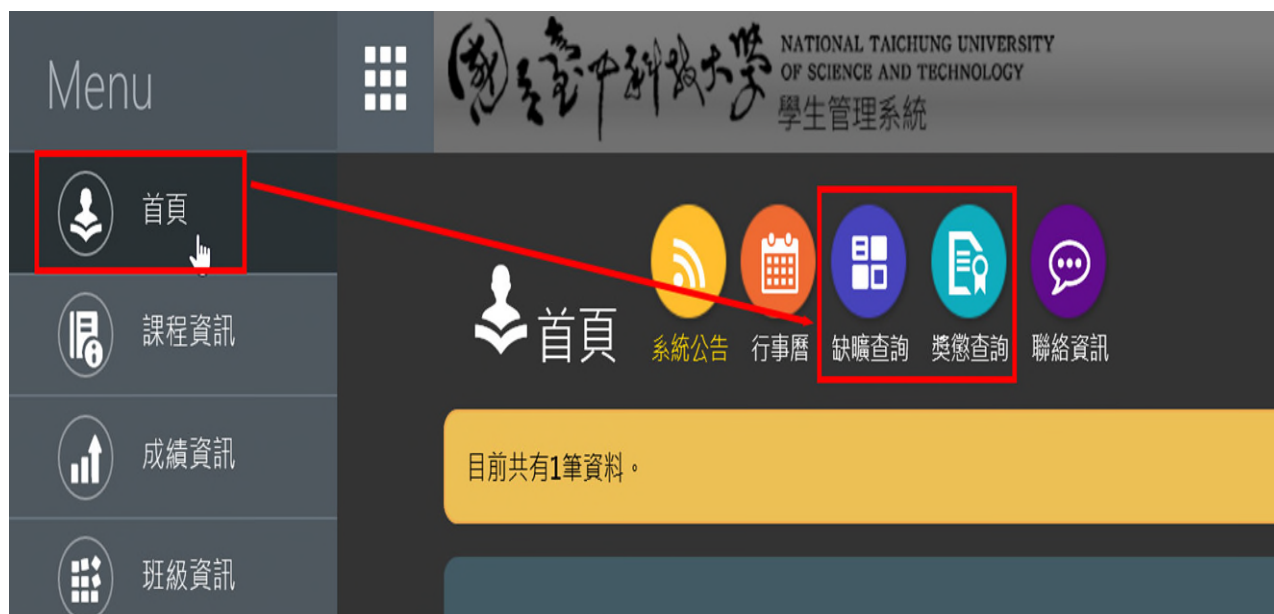 Menu
國立臺中科技大學
NATIONAL TAICHUNG UNIVERSITY
OF SCIENCE AND TECHNOLOGY
學生管理系統
首頁
課程資訊
成績資訊
班級資訊
首頁
系統公告
行事曆
缺曠查詢
獎懲查詢
聯絡資訊
目前共有1筆資料。